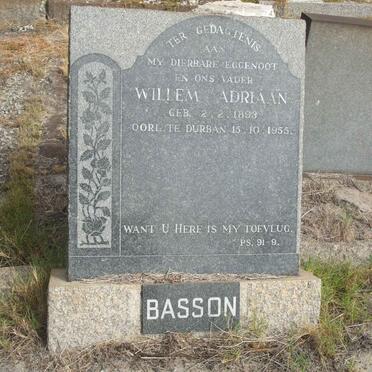 TER GEDAGTENIS
AAN
MY DIERBARE EGGENOOT
EN ONS VADER
WILLEM ADRIAAN
GEB. 2.2.1893
OORL. TE DURBAN 15.10.1955.
WANT U HERE IS MY TOEVLUG.
PS. 91-9.
BASSON